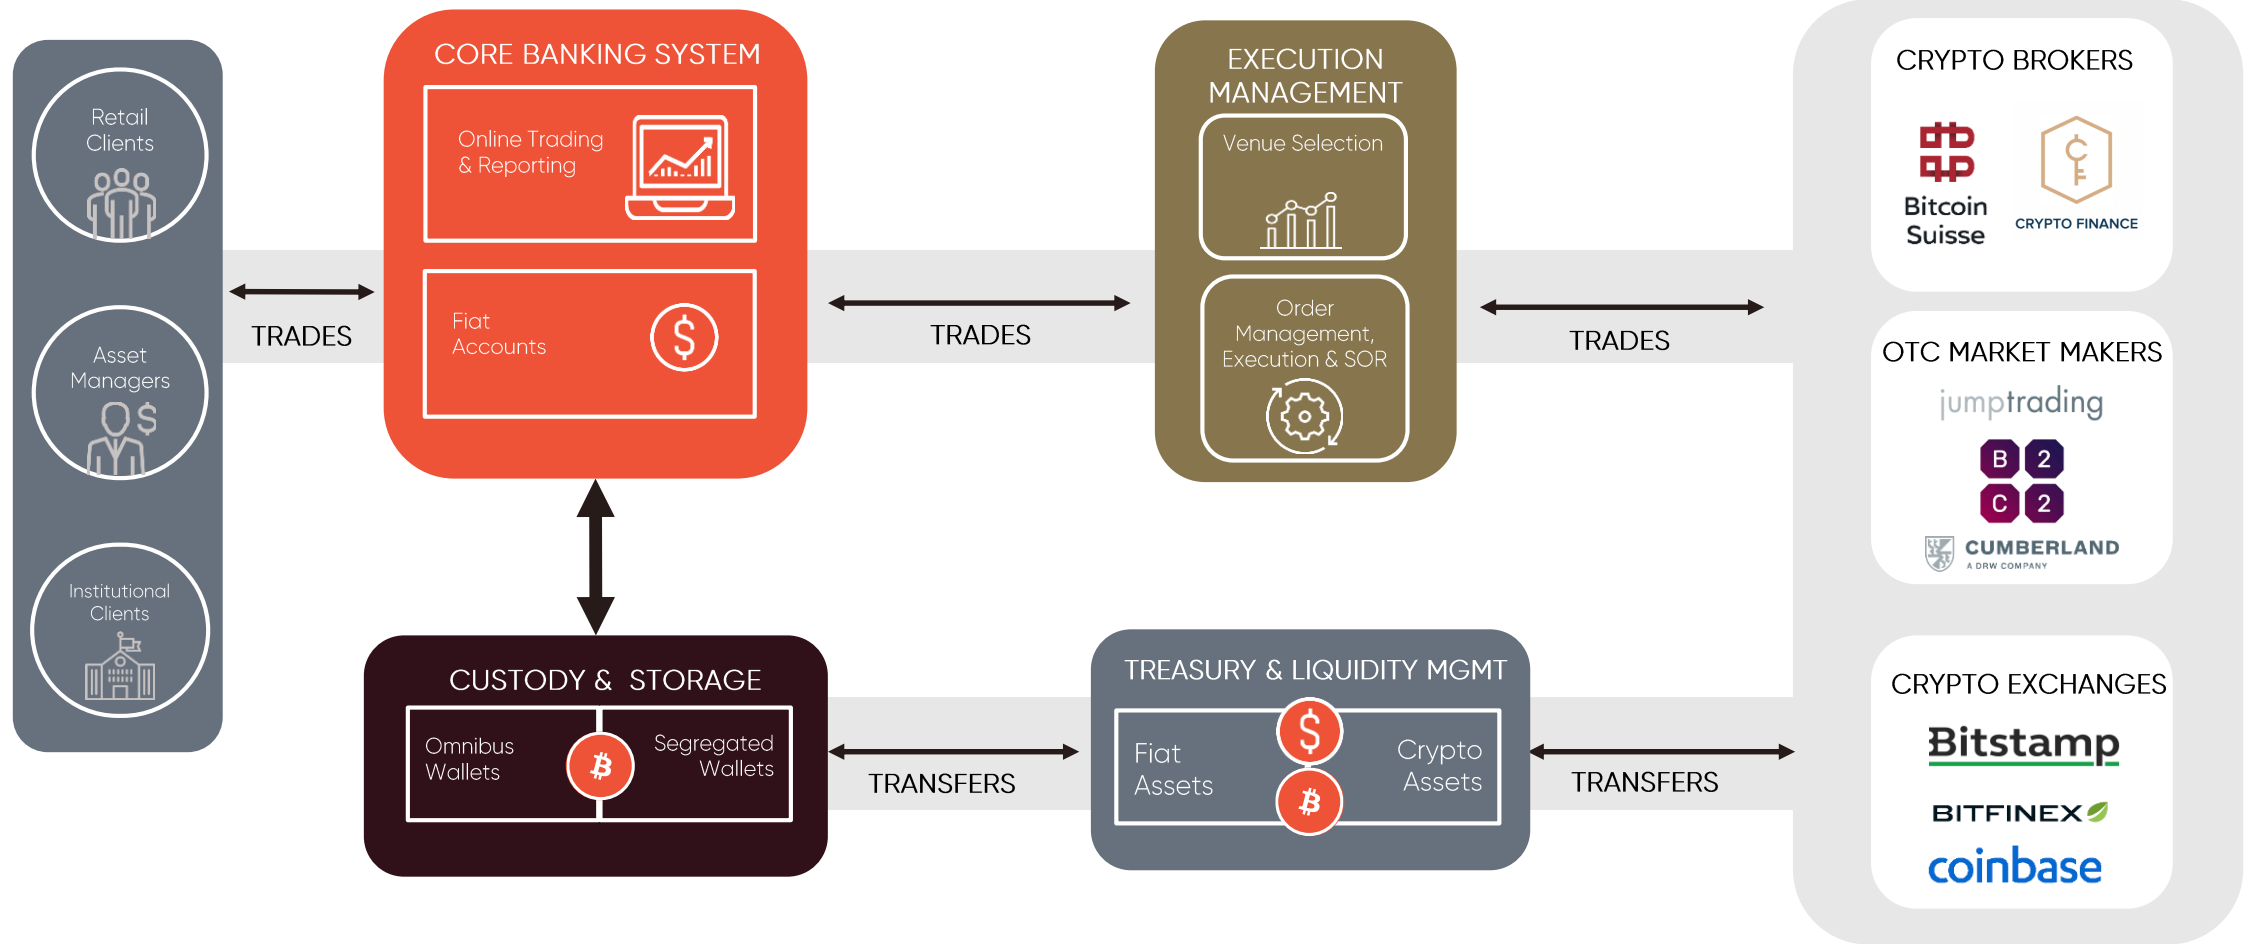 Retail
Clients
Asset
Managers
Institutional
Clients
TRADES
CORE BANKING SYSTEM
Online Trading
& Reporting
Fiat
Accounts
$
TRADES
EXECUTION
MANAGEMENT
Venue Selection
Order
Management,
Execution & SOR
TRADES
CUSTODY & STORAGE
Omnibus
Wallets
Segregated
Wallets
TRANSFERS
TREASURY & LIQUIDITY MGMT
Fiat
Assets
$
Crypto
Assets
TRANSFERS
CRYPTO BROKERS
Bitcoin
Suisse
CRYPTO FINANCE
OTC MARKET MAKERS
jumptrading
B 2
C 2
CUMBERLAND
A DRW COMPANY
CRYPTO EXCHANGES
Bitstamp
BITFINEX
coinbase